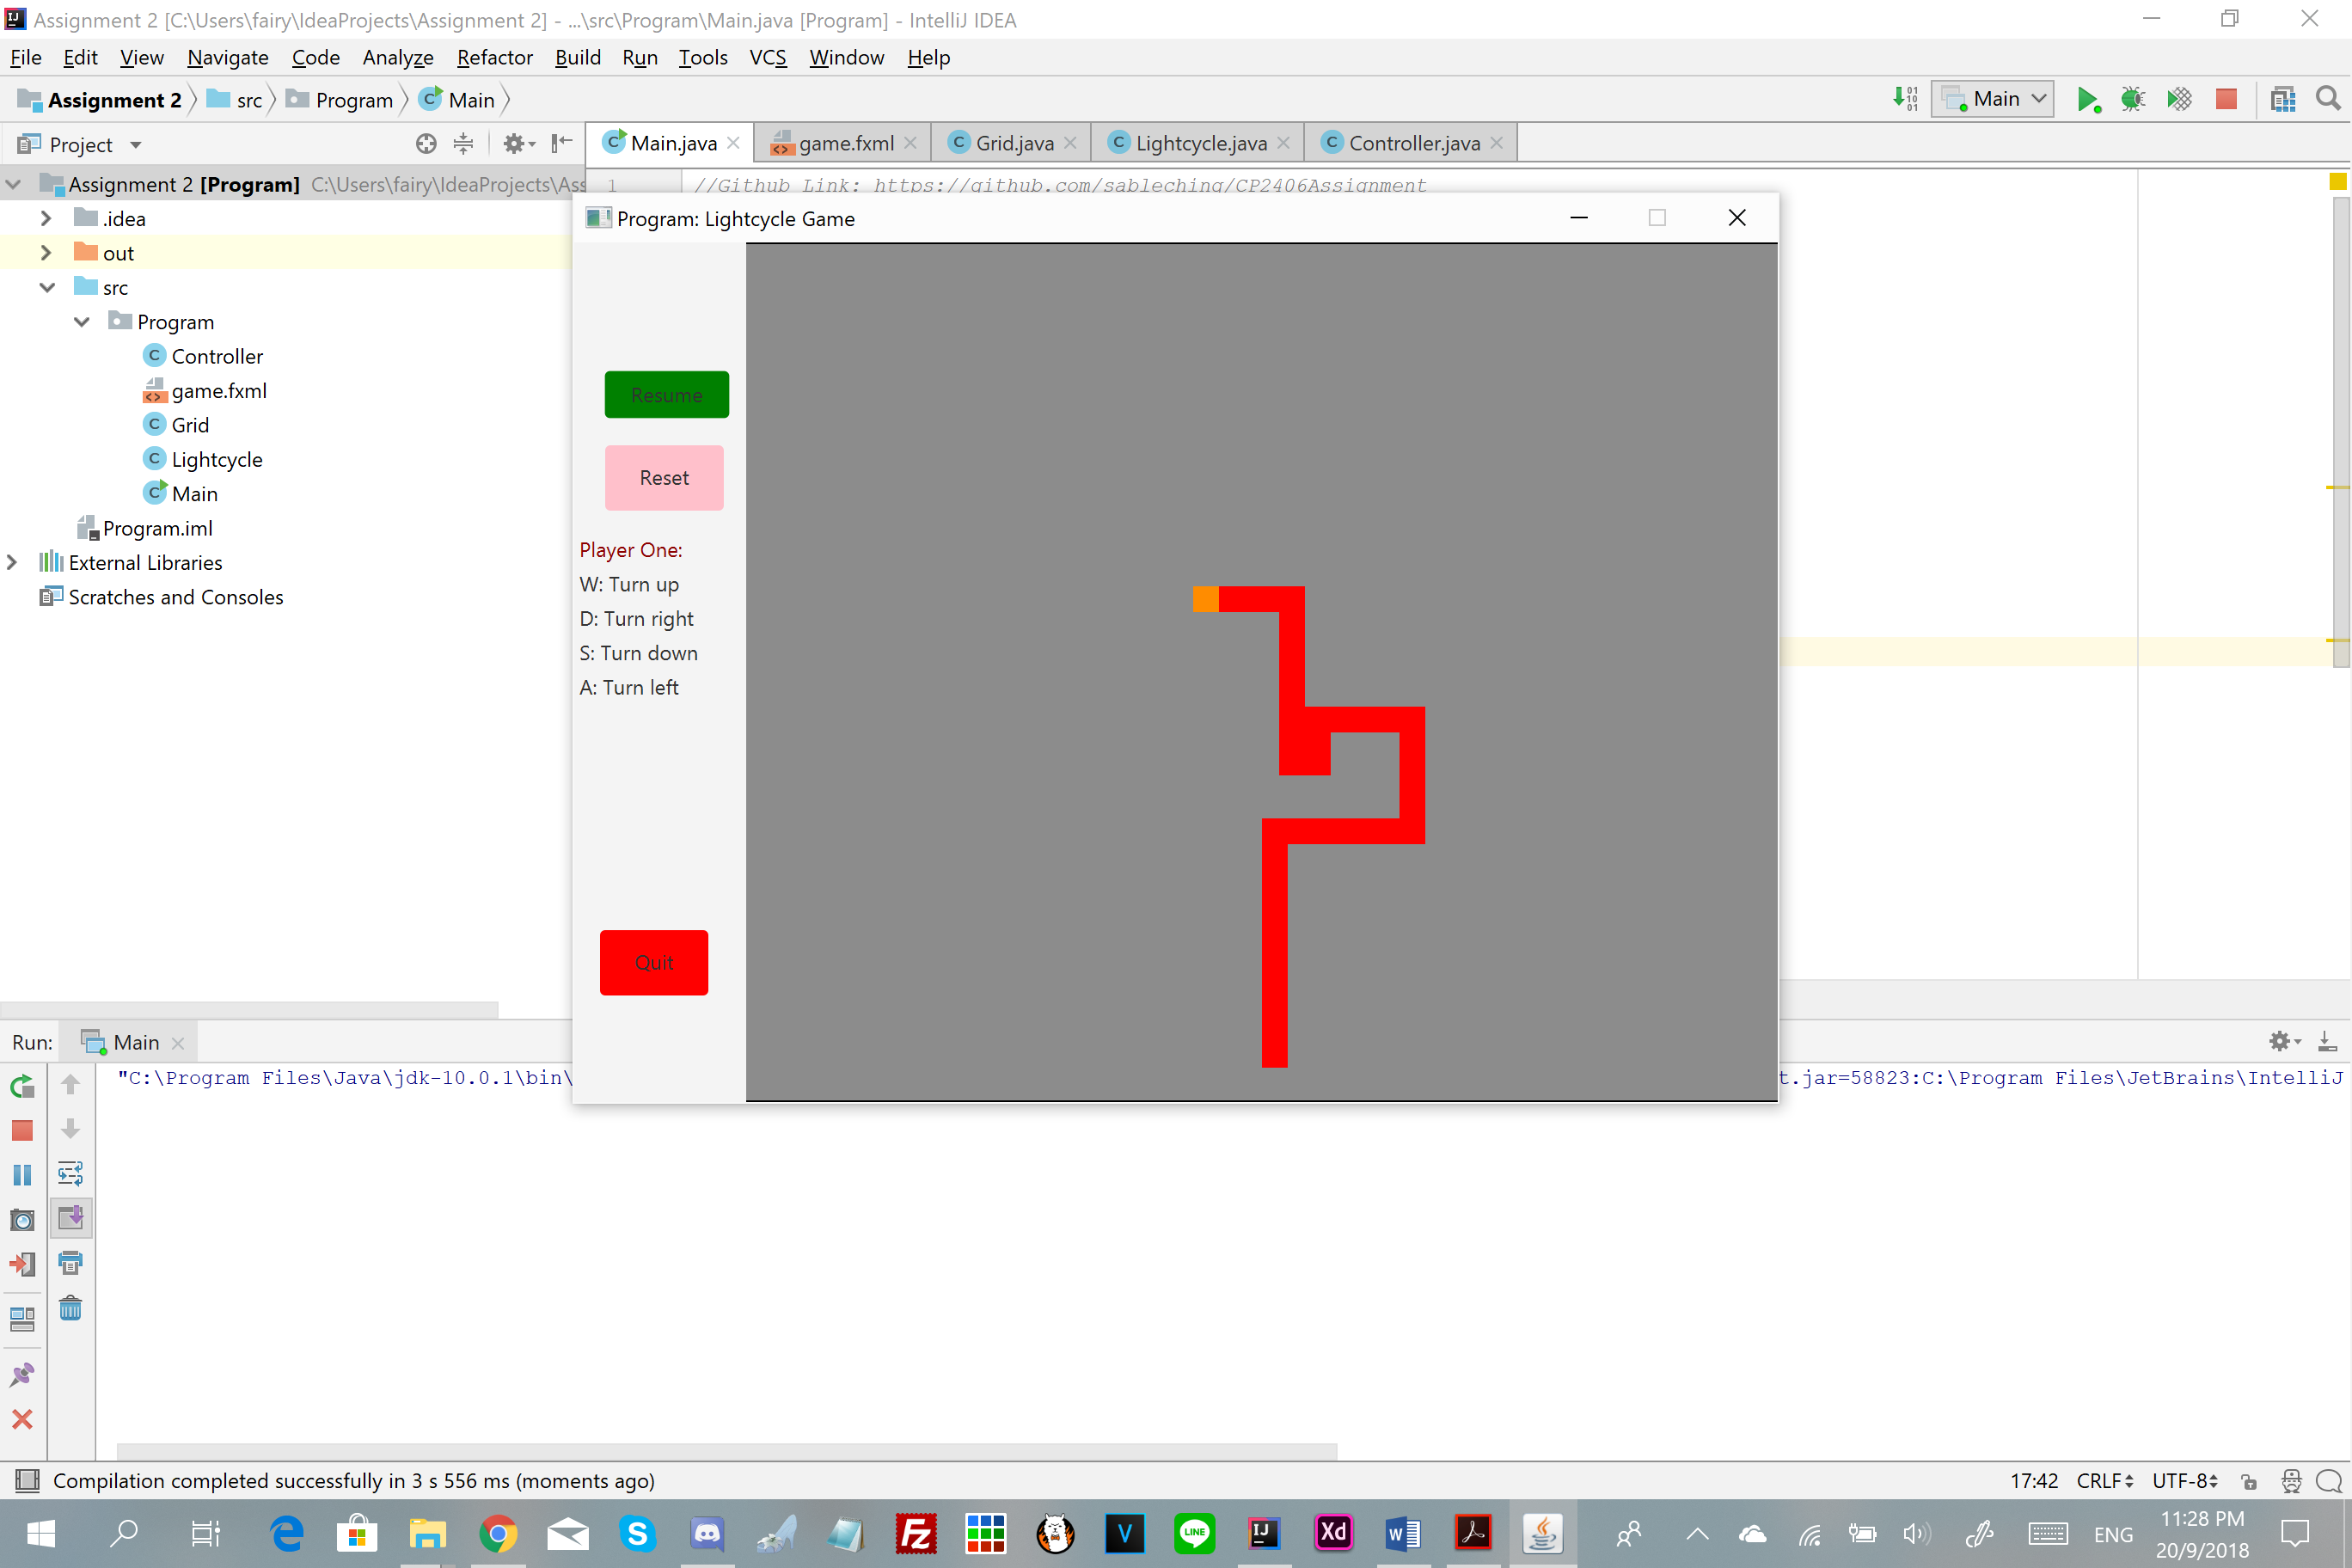 Assignment 2 [C:\Users\fairy\IdeaProjects\Assignment 2] - ...\src\Program\Main.java [Program] - IntelliJ IDEA
File Edit View Navigate Code Analyze Refactor Build Run Tools VCS Window Help
Assignment 2 src Program Main
Main
Project
Main.java game.fxml Grid.java Lightcycle.java Controller.java
Assignment 2 [Program] C:\Users\fairy\IdeaProjects\Ass
1 //Github Link: https://github.com/sableching/CP2406Assignment
.idea
out
src
Program
Controller
game.fxml
Grid
Lightcycle
Main
Program.iml
External Libraries
Scratches and Consoles
Program: Lightcycle Game
Resume
Reset
Player One:
W: Turn up
D: Turn right
S: Turn down
A: Turn left
Quit
Run: Main
"C:\Program Files\Java\jdk-10.0.1\bin\
t.jar=58823:C:\Program Files\JetBrains\IntelliJ
Compilation completed successfully in 3 s 556 ms (moments ago)
17:42 CRLF UTF-8
ENG
11:28 PM
20/9/2018